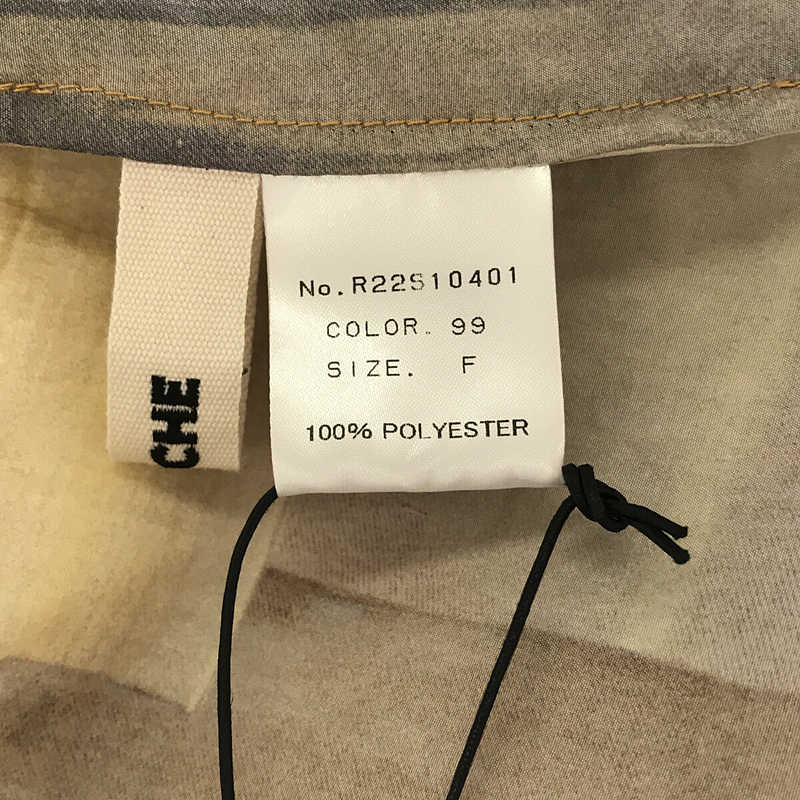 CHE
No.R22S10401
COLOR. 99
SIZE. F
100% POLYESTER